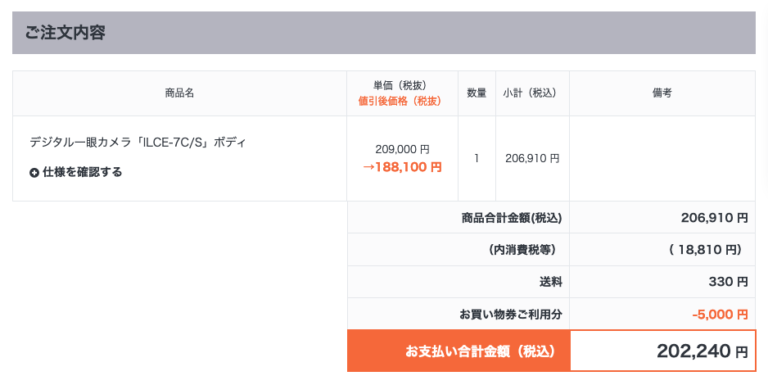 ご注文内容
商品名
単価（税抜）
値引後価格（税抜）
数量
小計（税込）
備考
デジタル一眼カメラ「ILCE-7C/S」ボディ
仕様を確認する
209,000 円
→188,100 円
1
206,910 円
商品合計金額(税込) 206,910 円
（内消費税等） （ 18,810 円）
送料 330 円
お買い物券ご利用分 -5,000 円
お支払い合計金額（税込） 202,240 円